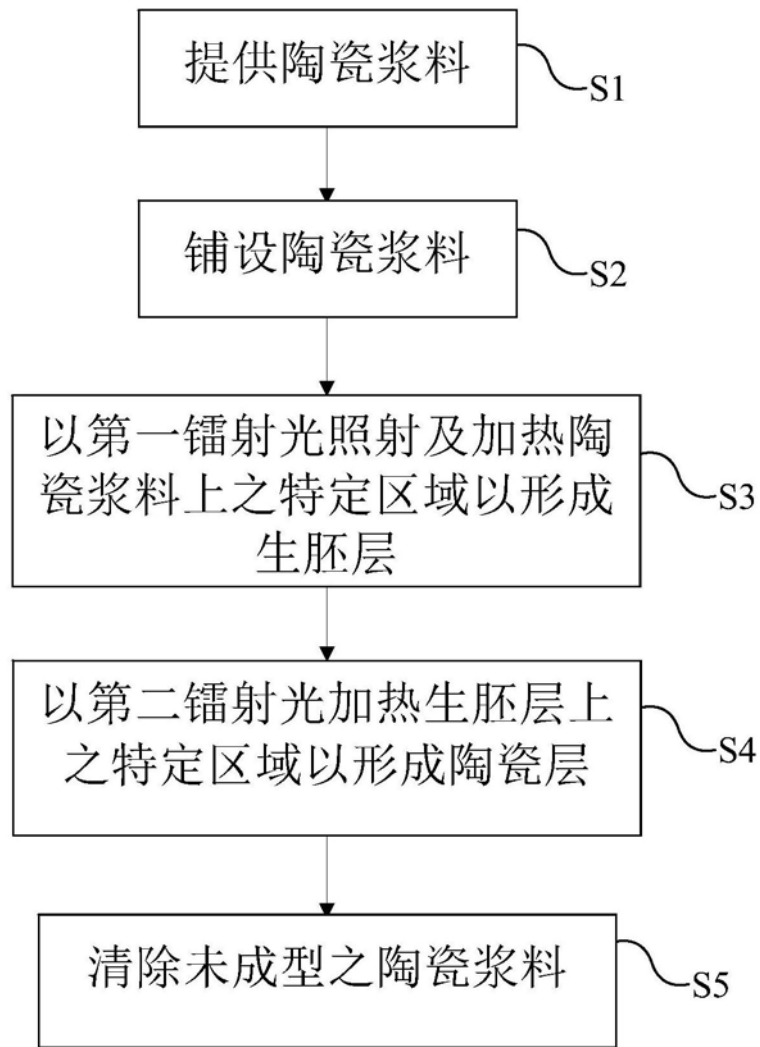 提供陶瓷浆料
S1
铺设陶瓷浆料
S2
以第一镭射光照射及加热陶
瓷浆料上之特定区域以形成
生胚层
S3
以第二镭射光加热生胚层上
之特定区域以形成陶瓷层
S4
清除未成型之陶瓷浆料
S5